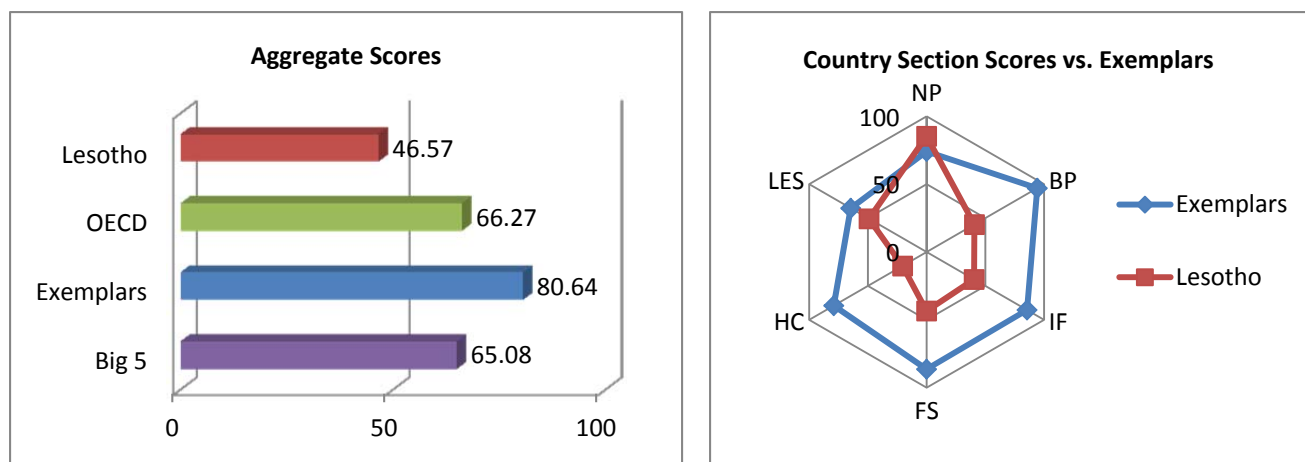 Aggregate Scores
Lesotho
46.57
OECD
66.27
Exemplars
80.64
Big 5
65.08
0 50 100
Country Section Scores vs. Exemplars
NP
100
LES
50
BP
0
HC
IF
FS
Exemplars
Lesotho